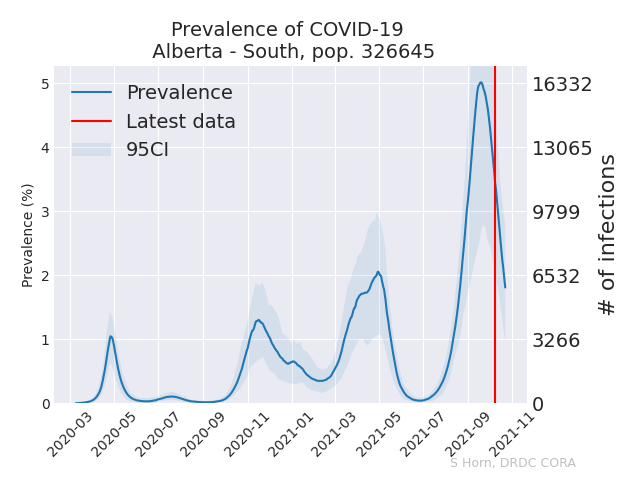 Prevalence of COVID-19
Alberta - South, pop. 326645
Prevalence
Latest data
95CI
Prevalence (%)
5
4
3
2
1
0
16332
13065
9799
6532
3266
0
# of infections
2020-03
2020-05
2020-07
2020-09
2020-11
2021-01
2021-03
2021-05
2021-07
2021-09
2021-11
S Horn, DRDC CORA